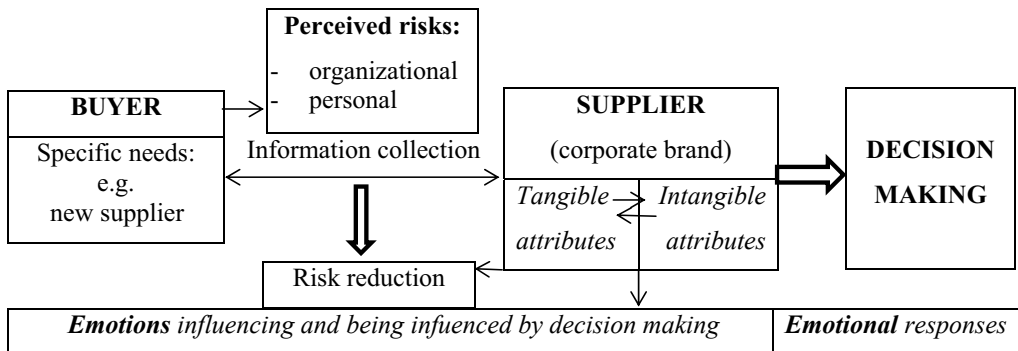 Perceived risks:
- organizational
- personal
BUYER
Specific needs:
e.g.
new supplier
Information collection
SUPPLIER
(corporate brand)
Tangible Intangible
attributes attributes
DECISION
MAKING
Risk reduction
Emotions influencing and being infuenced by decision making
Emotional responses